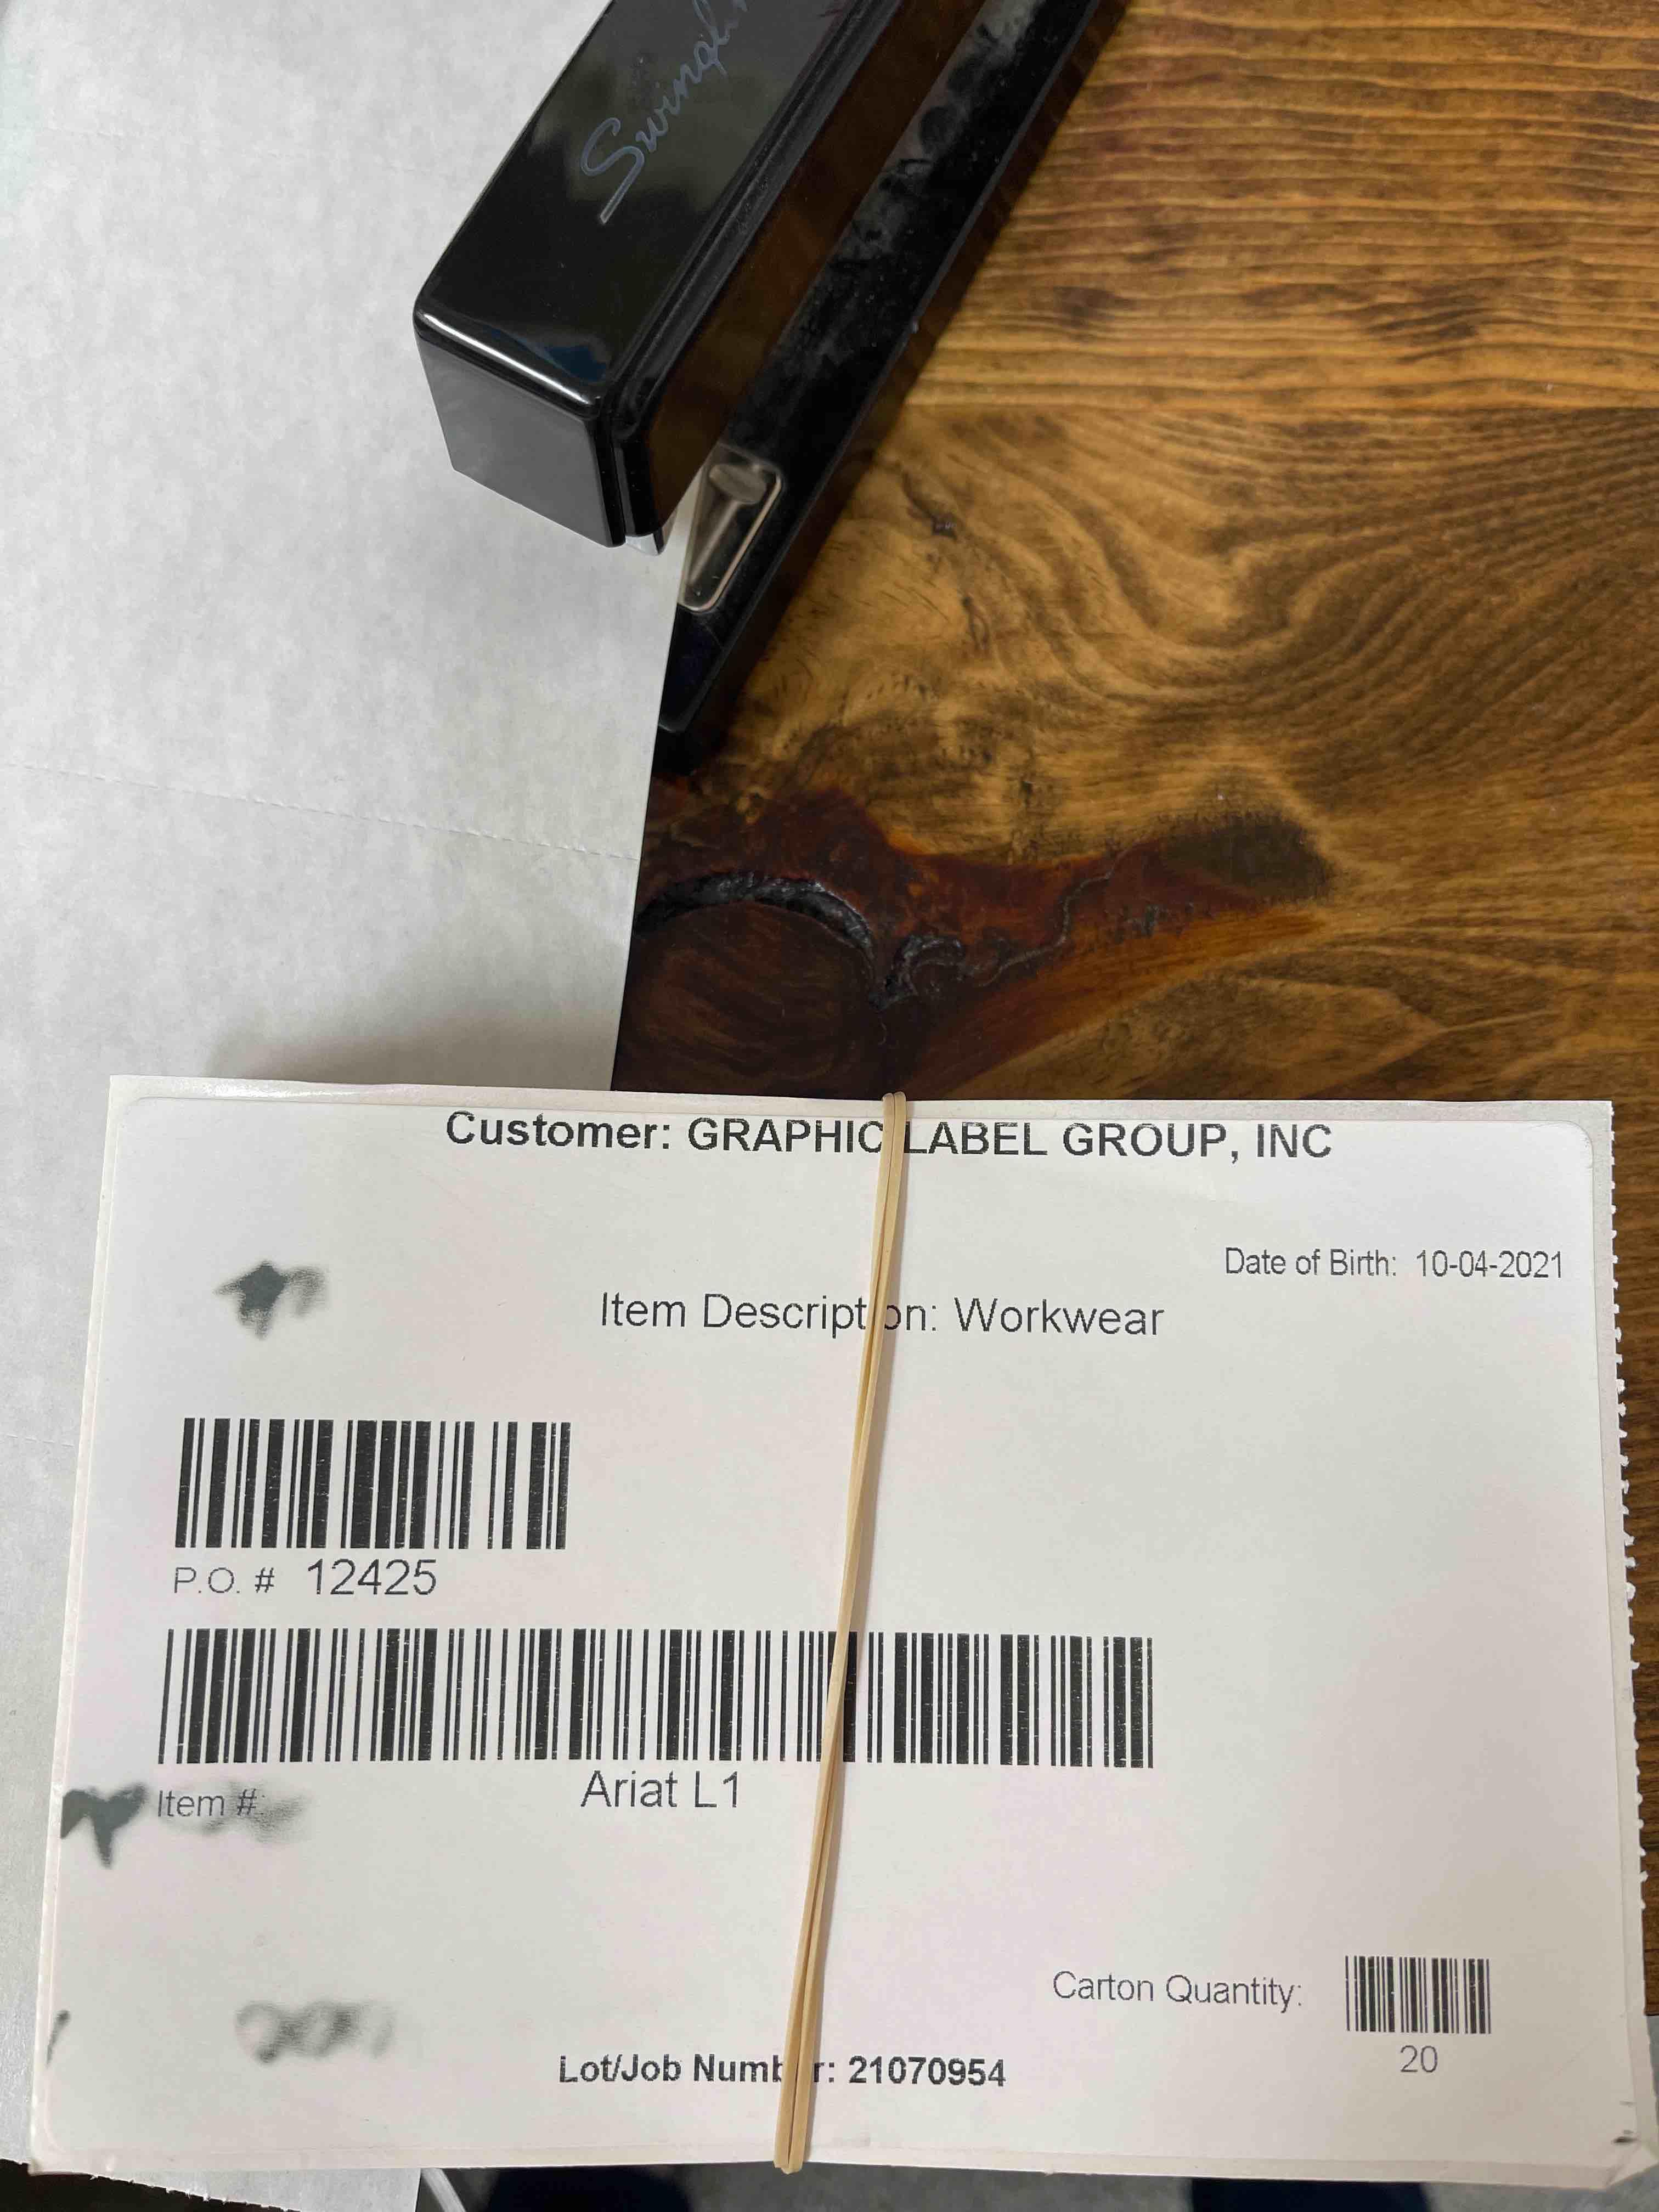 Customer: GRAPHIC LABEL GROUP, INC
Date of Birth: 10-04-2021
Item Description: Workwear
P.O. # 12425
Item #: Ariat L1
Carton Quantity:
20
Lot/Job Number: 21070954